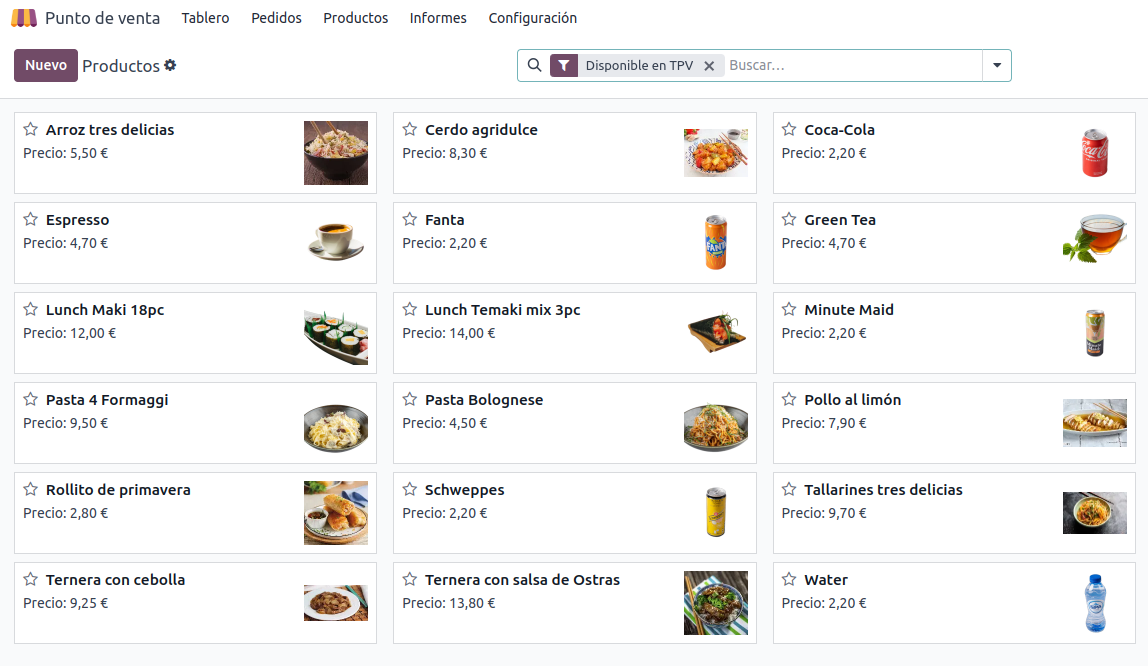 Punto de venta Tablero Pedidos Productos Informes Configuración
Nuevo Productos Disponible en TPV Buscar...
Arroz tres delicias
Precio: 5,50 €
Cerdo agridulce
Precio: 8,30 €
Coca-Cola
Precio: 2,20 €
Coca-Cola
Espresso
Precio: 4,70 €
Fanta
Precio: 2,20 €
FANTA
Green Tea
Precio: 4,70 €
Lunch Maki 18pc
Precio: 12,00 €
Lunch Temaki mix 3pc
Precio: 14,00 €
Minute Maid
Precio: 2,20 €
Pasta 4 Formaggi
Precio: 9,50 €
Pasta Bolognese
Precio: 4,50 €
Pollo al limón
Precio: 7,90 €
Rollito de primavera
Precio: 2,80 €
Schweppes
Precio: 2,20 €
Tallarines tres delicias
Precio: 9,70 €
Ternera con cebolla
Precio: 9,25 €
Ternera con salsa de Ostras
Precio: 13,80 €
Water
Precio: 2,20 €